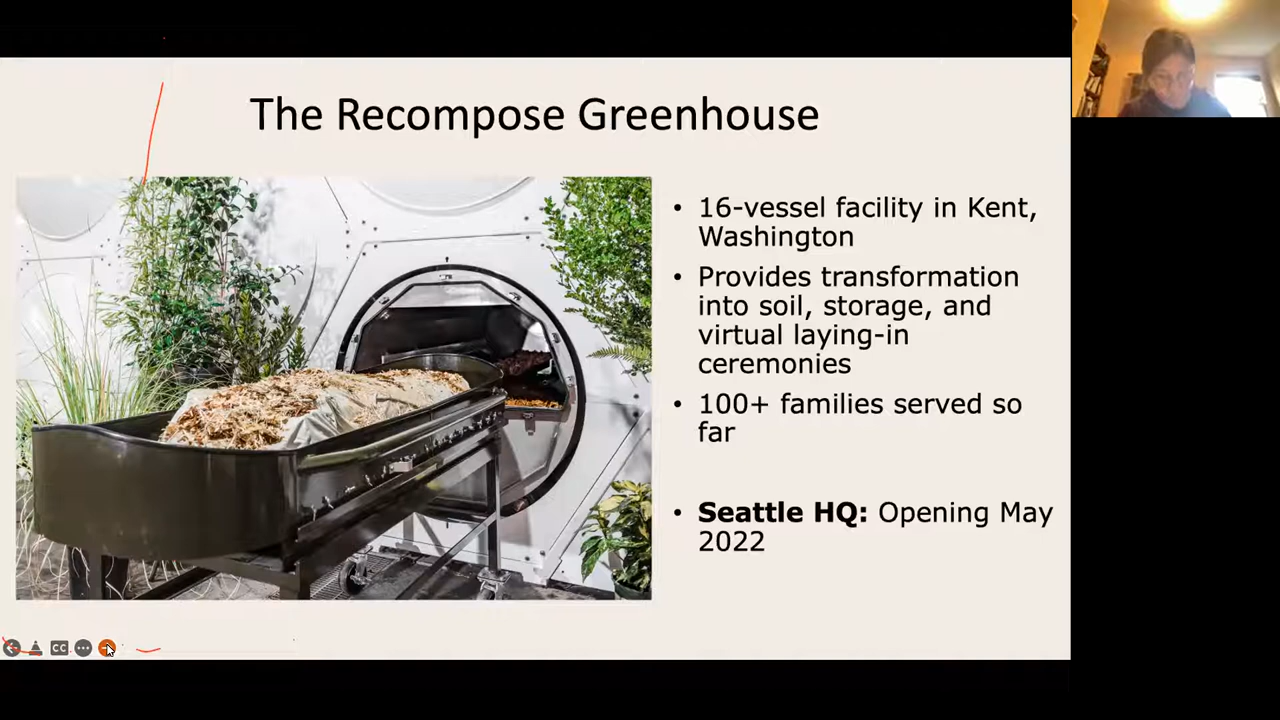 The Recompose Greenhouse
• 16-vessel facility in Kent,
Washington
• Provides transformation
into soil, storage, and
virtual laying-in
ceremonies
• 100+ families served so
far
• Seattle HQ: Opening May
2022
CC